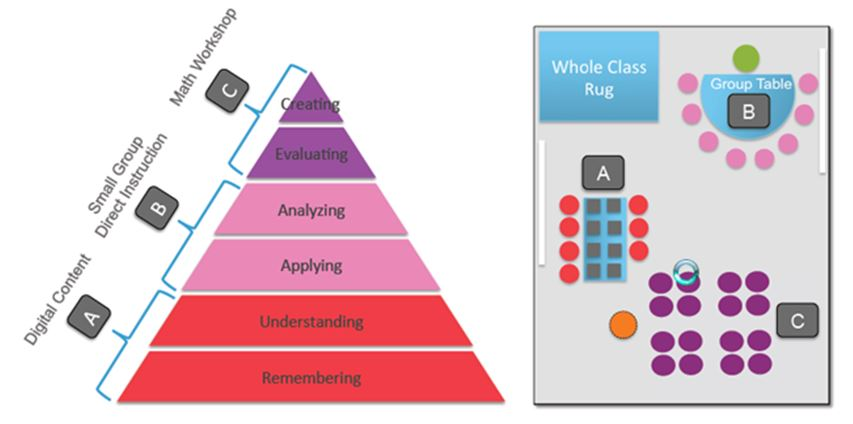 Math Workshop
C
Small Group
Direct Instruction
B
Digital Content
A
Creating
Evaluating
Analyzing
Applying
Understanding
Remembering
Whole Class
Rug
Group Table
B
A
C